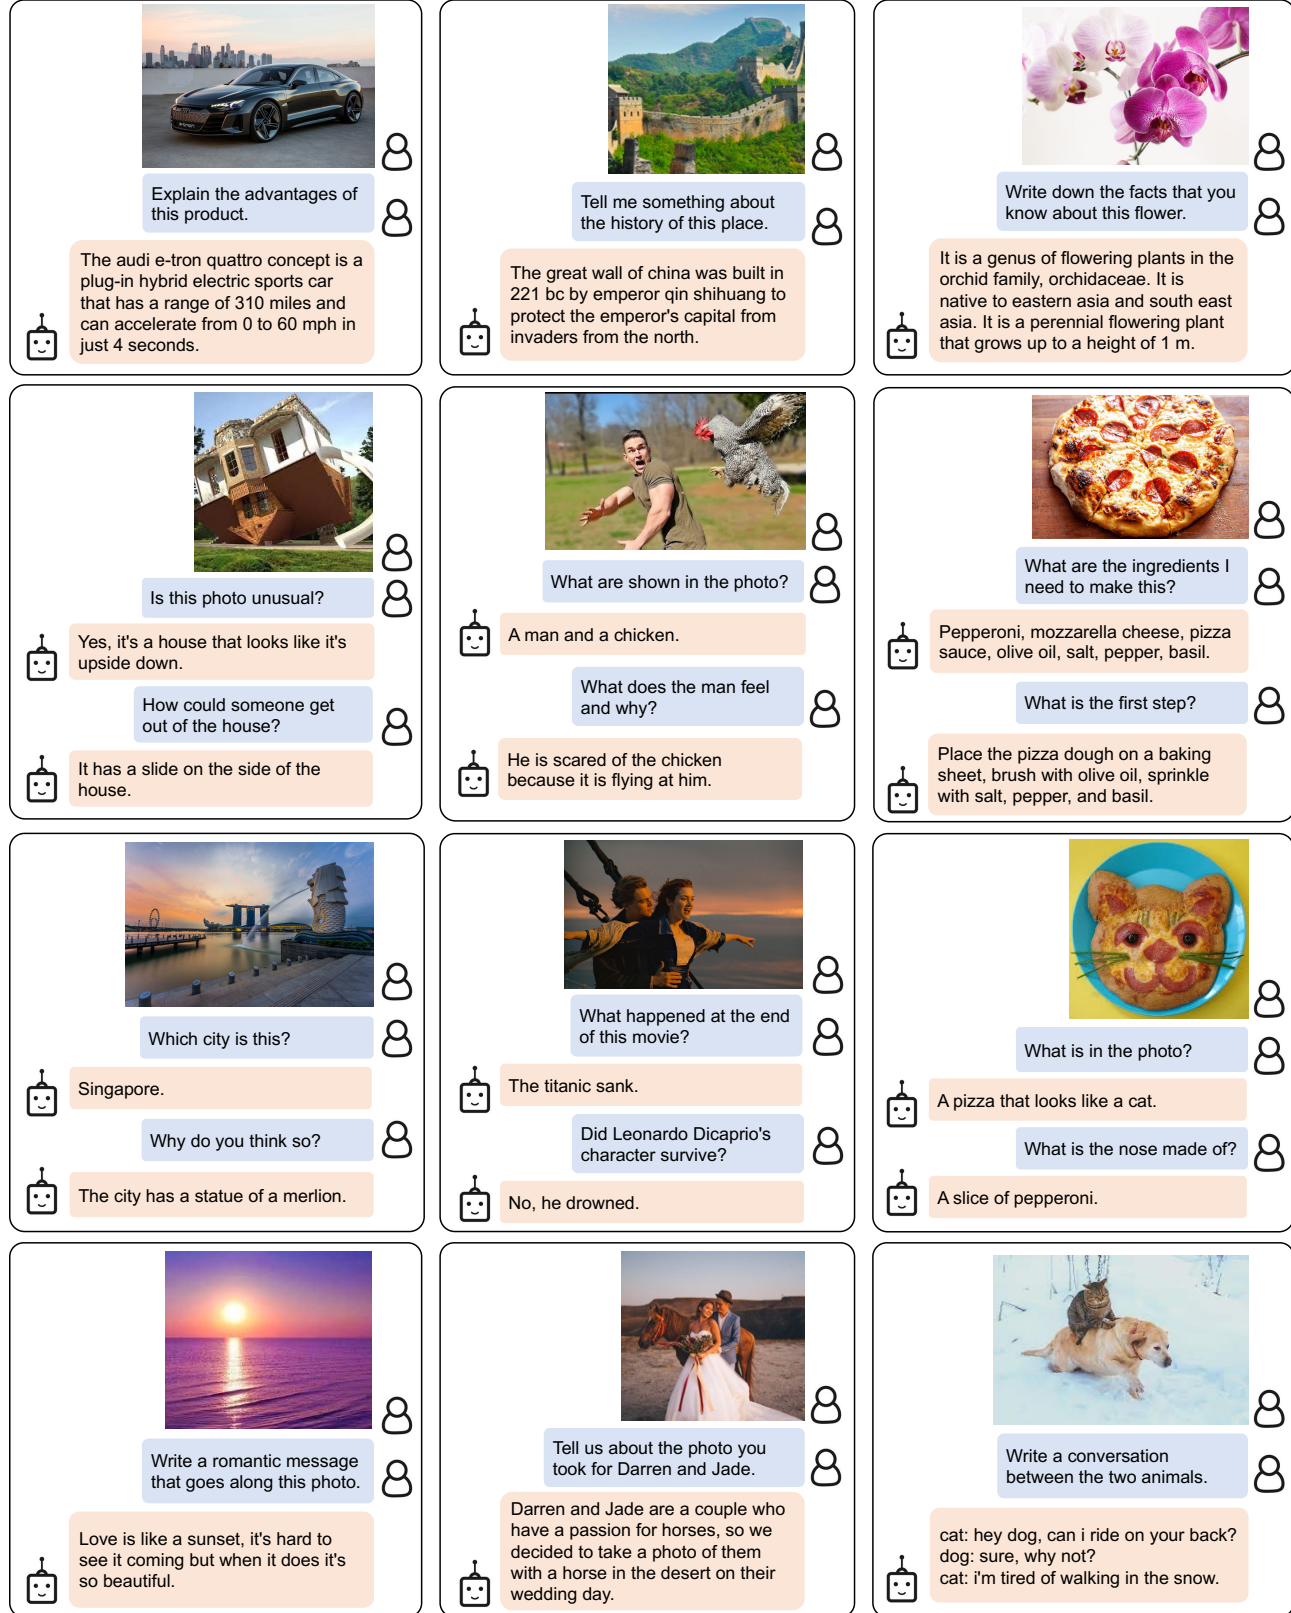 Explain the advantages of
this product.
The audi e-tron quattro concept is a
plug-in hybrid electric sports car
that has a range of 310 miles and
can accelerate from 0 to 60 mph in
just 4 seconds.
Tell me something about
the history of this place.
The great wall of china was built in
221 bc by emperor qin shihuang to
protect the emperor's capital from
invaders from the north.
Write down the facts that you
know about this flower.
It is a genus of flowering plants in the
orchid family, orchidaceae. It is
native to eastern asia and south east
asia. It is a perennial flowering plant
that grows up to a height of 1 m.
Is this photo unusual?
Yes, it's a house that looks like it's
upside down.
How could someone get
out of the house?
It has a slide on the side of the
house.
What are shown in the photo?
A man and a chicken.
What does the man feel
and why?
He is scared of the chicken
because it is flying at him.
What are the ingredients I
need to make this?
Pepperoni, mozzarella cheese, pizza
sauce, olive oil, salt, pepper, basil.
What is the first step?
Place the pizza dough on a baking
sheet, brush with olive oil, sprinkle
with salt, pepper, and basil.
Which city is this?
Singapore.
Why do you think so?
The city has a statue of a merlion.
What happened at the end
of this movie?
The titanic sank.
Did Leonardo Dicaprio's
character survive?
No, he drowned.
What is in the photo?
A pizza that looks like a cat.
What is the nose made of?
A slice of pepperoni.
Write a romantic message
that goes along this photo.
Love is like a sunset, it's hard to
see it coming but when it does it's
so beautiful.
Tell us about the photo you
took for Darren and Jade.
Darren and Jade are a couple who
have a passion for horses, so we
decided to take a photo of them
with a horse in the desert on their
wedding day.
Write a conversation
between the two animals.
cat: hey dog, can i ride on your back?
dog: sure, why not?
cat: i'm tired of walking in the snow.